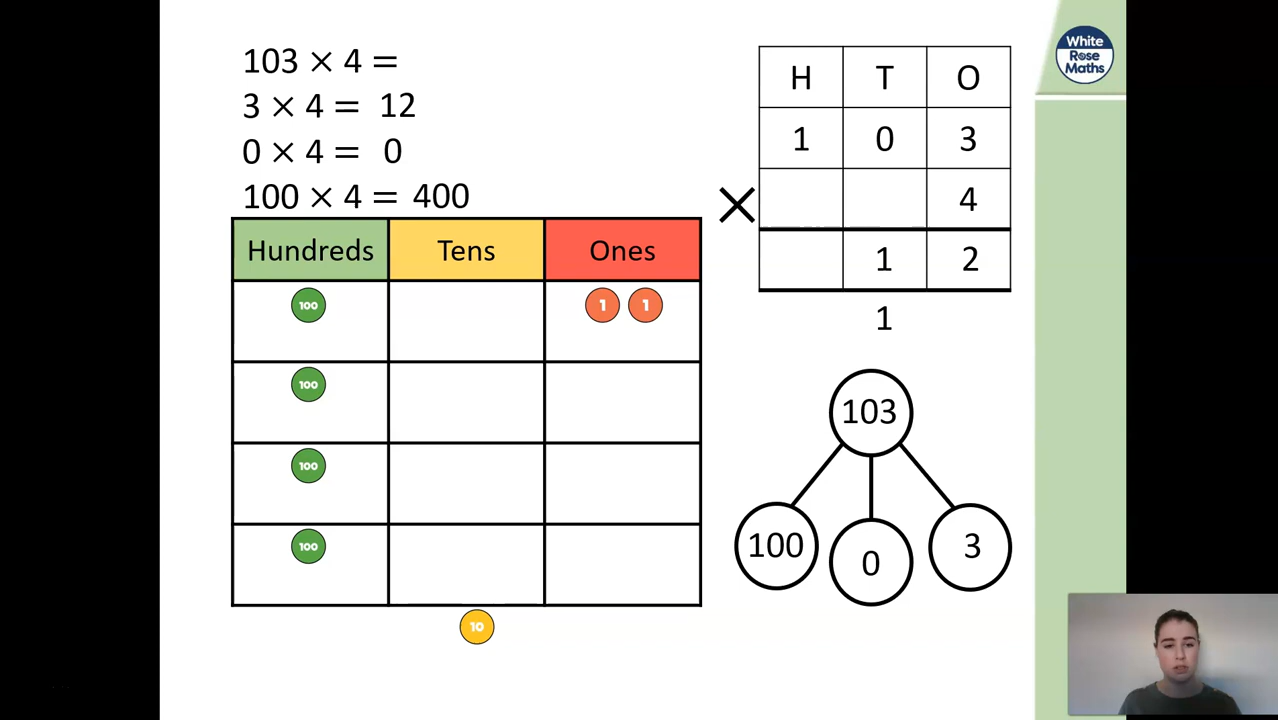 103 × 4 =
3 × 4 = 12
0 × 4 = 0
100 × 4 = 400
Hundreds Tens Ones
100 1 1
100
100
100
10
H T O
1 0 3
× 4
1 2
1
103
100 0 3
White
Rose
Maths